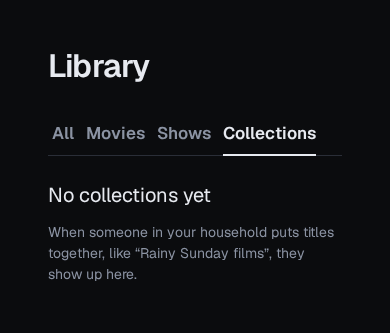 Library
All Movies Shows Collections
No collections yet
When someone in your household puts titles
together, like “Rainy Sunday films”, they
show up here.